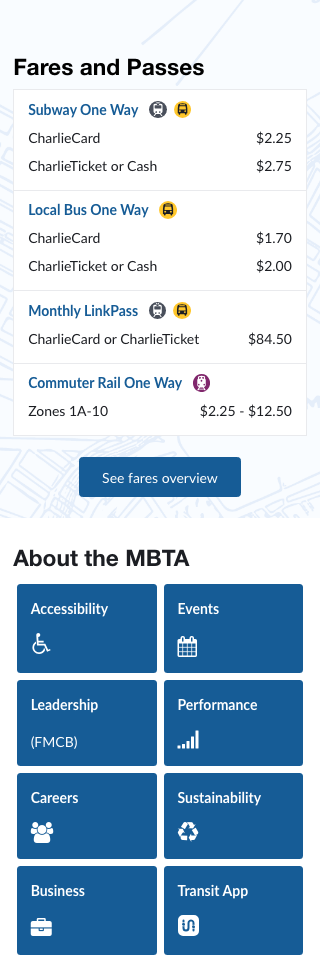 Fares and Passes
Subway One Way
CharlieCard $2.25
CharlieTicket or Cash $2.75
Local Bus One Way
CharlieCard $1.70
CharlieTicket or Cash $2.00
Monthly LinkPass
CharlieCard or CharlieTicket $84.50
Commuter Rail One Way
Zones 1A-10 $2.25 - $12.50
See fares overview
About the MBTA
Accessibility
Events
Leadership
(FMCB)
Performance
Careers
Sustainability
Business
Transit App